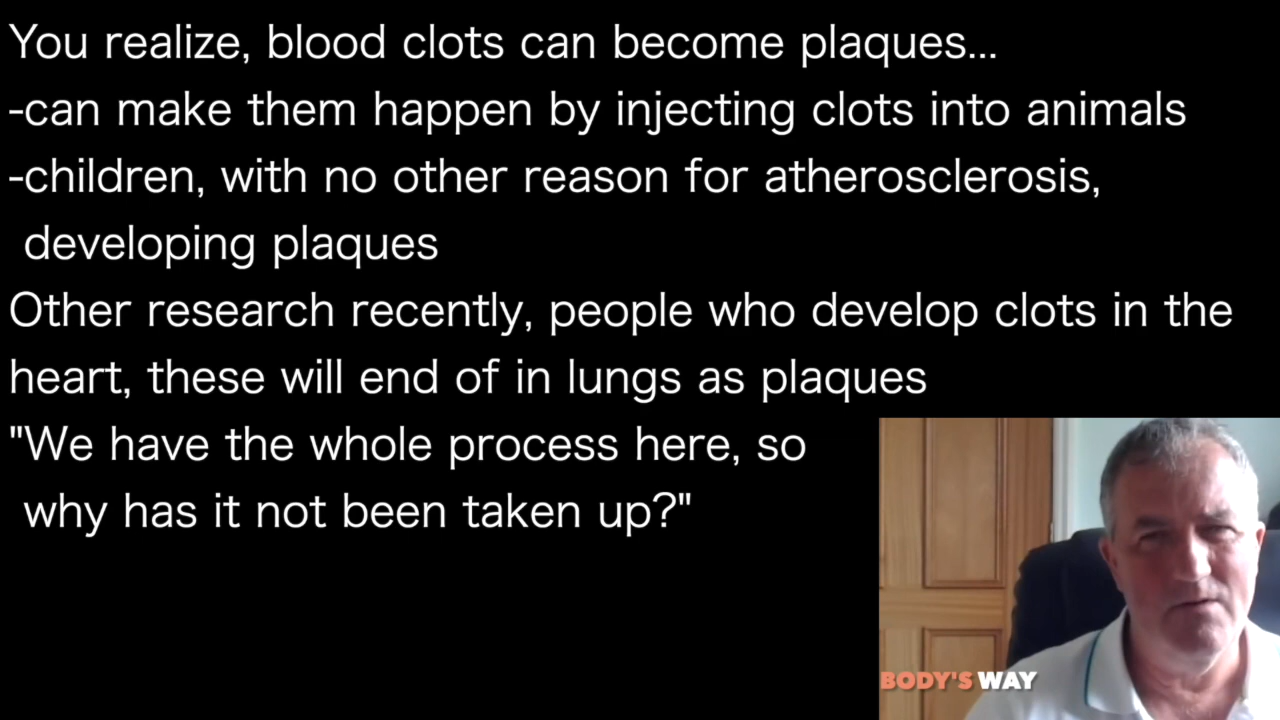 You realize, blood clots can become plaques...
-can make them happen by injecting clots into animals
-children, with no other reason for atherosclerosis,
developing plaques
Other research recently, people who develop clots in the
heart, these will end of in lungs as plaques
"We have the whole process here, so
why has it not been taken up?"
BODY'S WAY